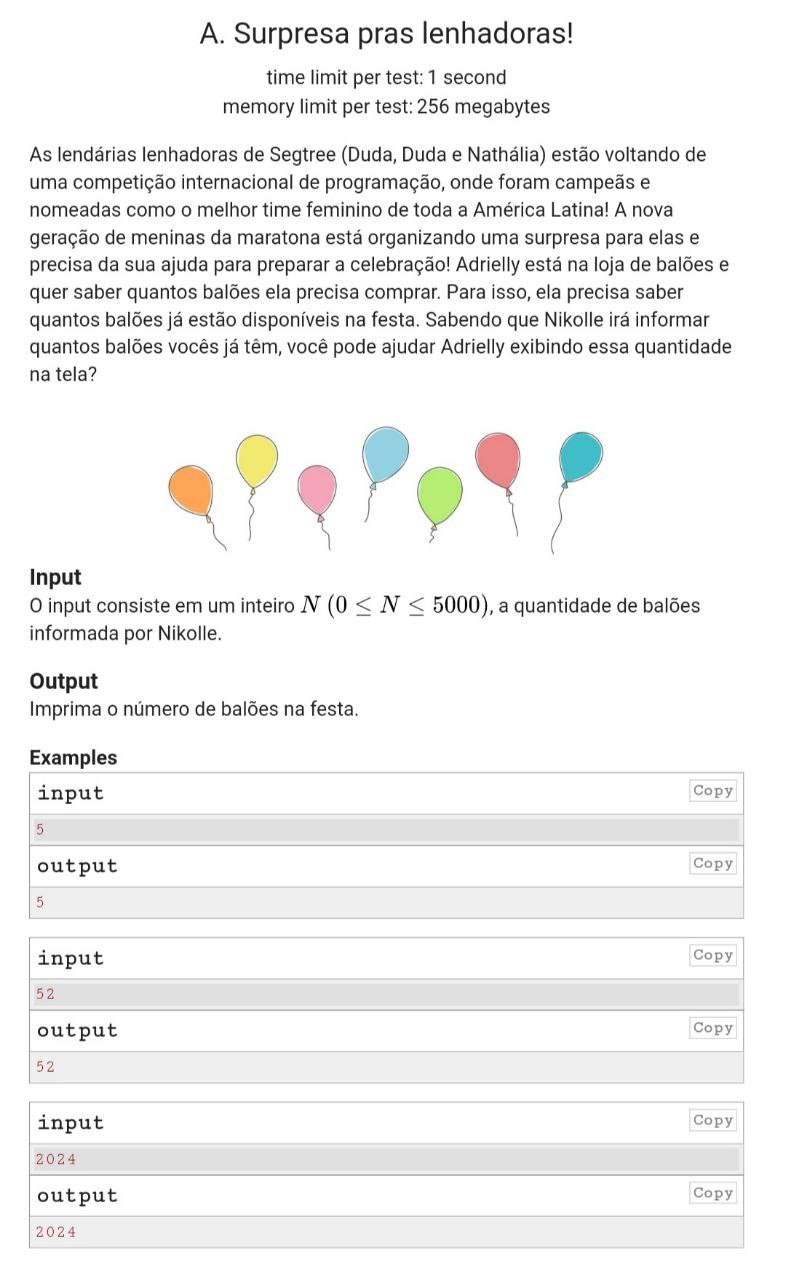 A. Surpresa pras lenhadoras!
time limit per test: 1 second
memory limit per test: 256 megabytes
As lendárias lenhadoras de Segtree (Duda, Duda e Nathália) estão voltando de
uma competição internacional de programação, onde foram campeãs e
nomeadas como o melhor time feminino de toda a América Latina! A nova
geração de meninas da maratona está organizando uma surpresa para elas e
precisa da sua ajuda para preparar a celebração! Adrielly está na loja de balões e
quer saber quantos balões ela precisa comprar. Para isso, ela precisa saber
quantos balões já estão disponíveis na festa. Sabendo que Nikolle irá informar
quantos balões vocês já têm, você pode ajudar Adrielly exibindo essa quantidade
na tela?
Input
O input consiste em um inteiro N (0 ≤ N ≤ 5000), a quantidade de balões
informada por Nikolle.
Output
Imprima o número de balões na festa.
Examples
input Copy
5
output Copy
5
input Copy
52
output Copy
52
input Copy
2024
output Copy
2024